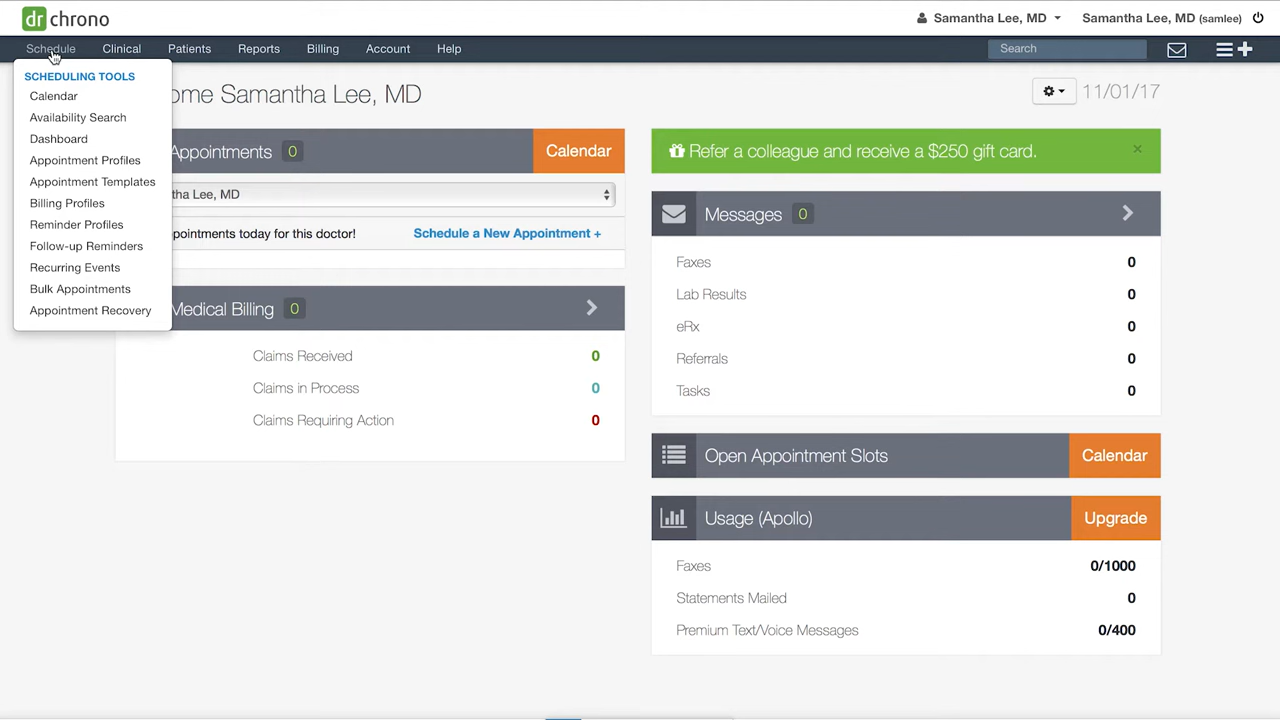 dr chrono
Samantha Lee, MD
Samantha Lee, MD (samlee)
Schedule Clinical Patients Reports Billing Account Help
Search
SCHEDULING TOOLS
Calendar
Availability Search
Dashboard
Appointment Profiles
Appointment Templates
Billing Profiles
Reminder Profiles
Follow-up Reminders
Recurring Events
Bulk Appointments
Appointment Recovery
ome Samantha Lee, MD
11/01/17
Appointments 0 Calendar
tha Lee, MD
ppointments today for this doctor! Schedule a New Appointment +
Medical Billing 0
Claims Received 0
Claims in Process 0
Claims Requiring Action 0
Refer a colleague and receive a $250 gift card. ×
Messages 0
Faxes 0
Lab Results 0
eRx 0
Referrals 0
Tasks 0
Open Appointment Slots Calendar
Usage (Apollo) Upgrade
Faxes 0/1000
Statements Mailed 0
Premium Text/Voice Messages 0/400